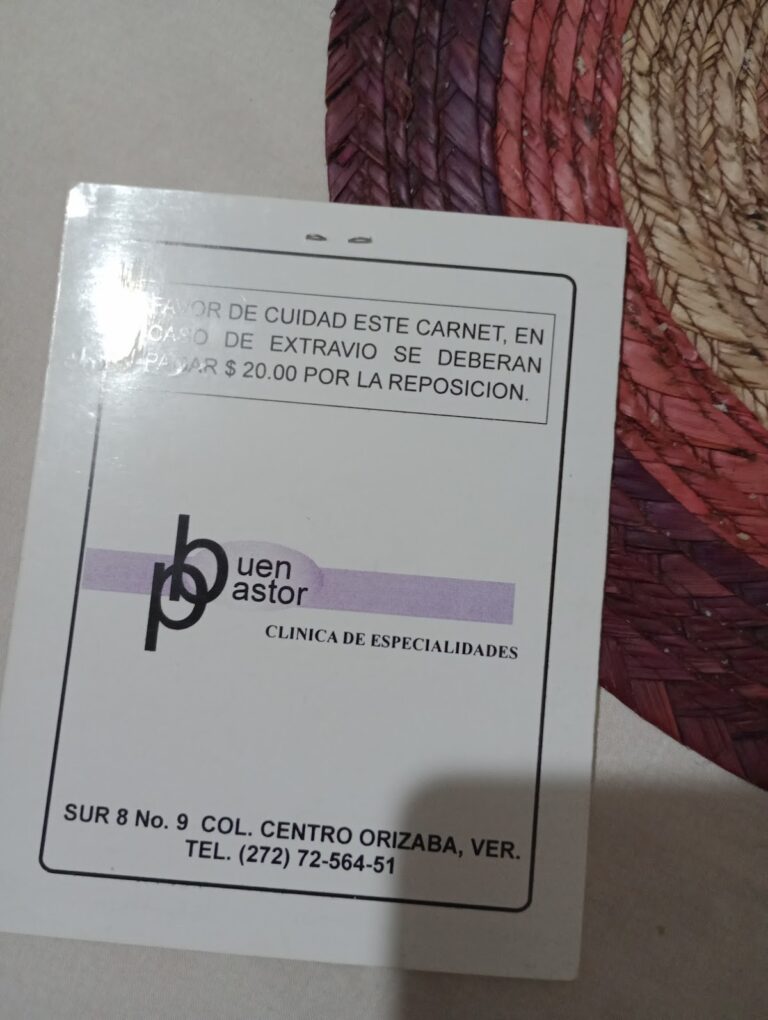 FAVOR DE CUIDAD ESTE CARNET, EN
CASO DE EXTRAVIO SE DEBERAN
PAGAR $ 20.00 POR LA REPOSICION.
buen
pastor
CLINICA DE ESPECIALIDADES
SUR 8 No. 9 COL. CENTRO ORIZABA, VER.
TEL. (272) 72-564-51